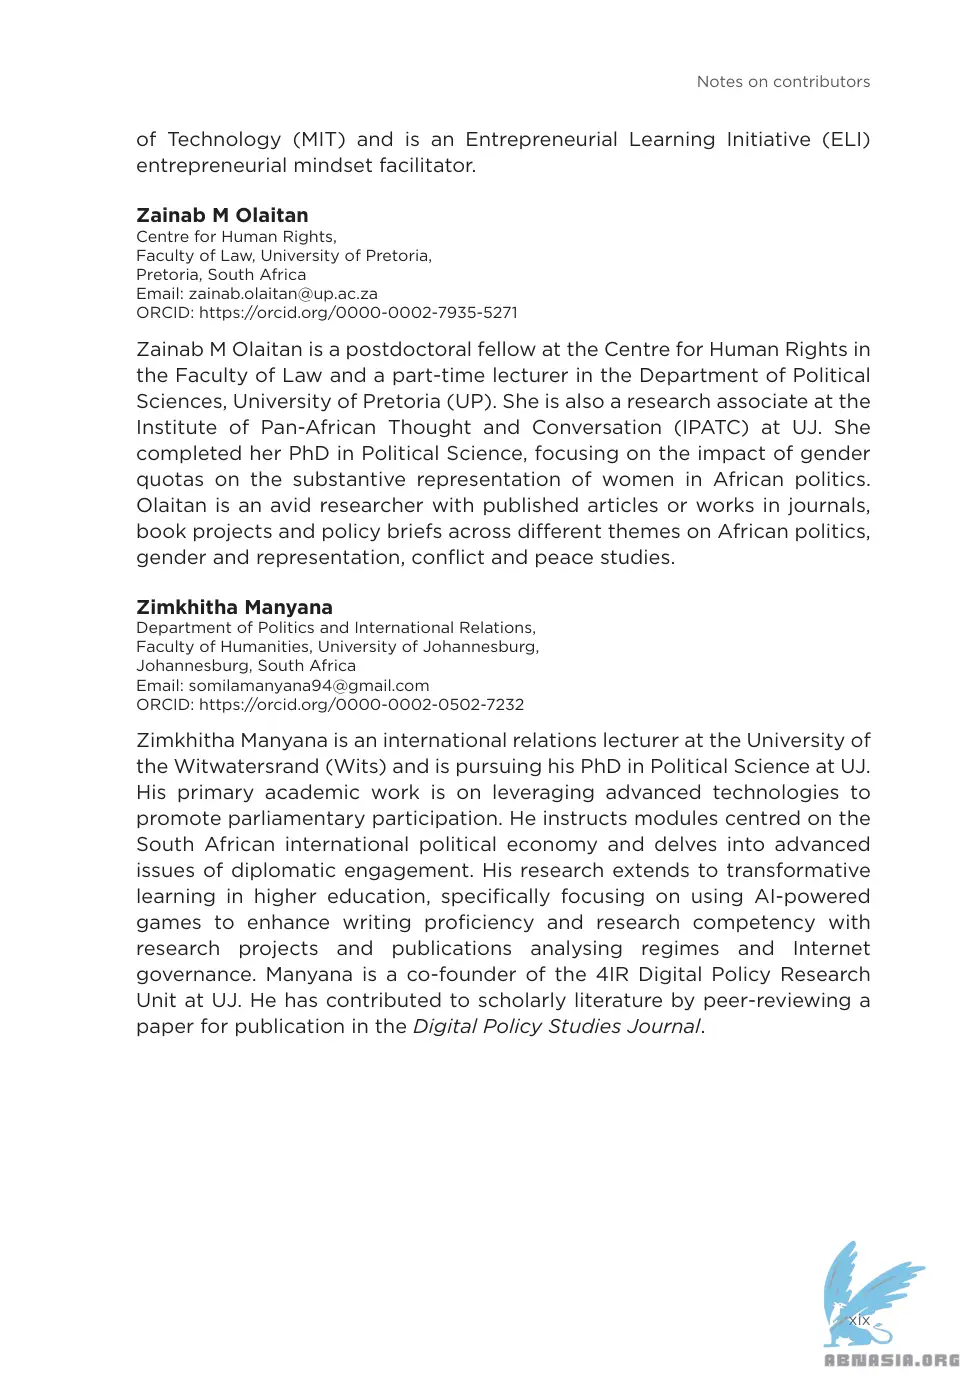 Notes on contributors
of Technology (MIT) and is an Entrepreneurial Learning Initiative (ELI)
entrepreneurial mindset facilitator.
Zainab M Olaitan
Centre for Human Rights,
Faculty of Law, University of Pretoria,
Pretoria, South Africa
Email: zainab.olaitan@up.ac.za
ORCID: https://orcid.org/0000-0002-7935-5271
Zainab M Olaitan is a postdoctoral fellow at the Centre for Human Rights in
the Faculty of Law and a part-time lecturer in the Department of Political
Sciences, University of Pretoria (UP). She is also a research associate at the
Institute of Pan-African Thought and Conversation (IPATC) at UJ. She
completed her PhD in Political Science, focusing on the impact of gender
quotas on the substantive representation of women in African politics.
Olaitan is an avid researcher with published articles or works in journals,
book projects and policy briefs across different themes on African politics,
gender and representation, conflict and peace studies.
Zimkhitha Manyana
Department of Politics and International Relations,
Faculty of Humanities, University of Johannesburg,
Johannesburg, South Africa
Email: somilamanyana94@gmail.com
ORCID: https://orcid.org/0000-0002-0502-7232
Zimkhitha Manyana is an international relations lecturer at the University of
the Witwatersrand (Wits) and is pursuing his PhD in Political Science at UJ.
His primary academic work is on leveraging advanced technologies to
promote parliamentary participation. He instructs modules centred on the
South African international political economy and delves into advanced
issues of diplomatic engagement. His research extends to transformative
learning in higher education, specifically focusing on using AI-powered
games to enhance writing proficiency and research competency with
research projects and publications analysing regimes and Internet
governance. Manyana is a co-founder of the 4IR Digital Policy Research
Unit at UJ. He has contributed to scholarly literature by peer-reviewing a
paper for publication in the Digital Policy Studies Journal.
xix
ABNASIA.ORG